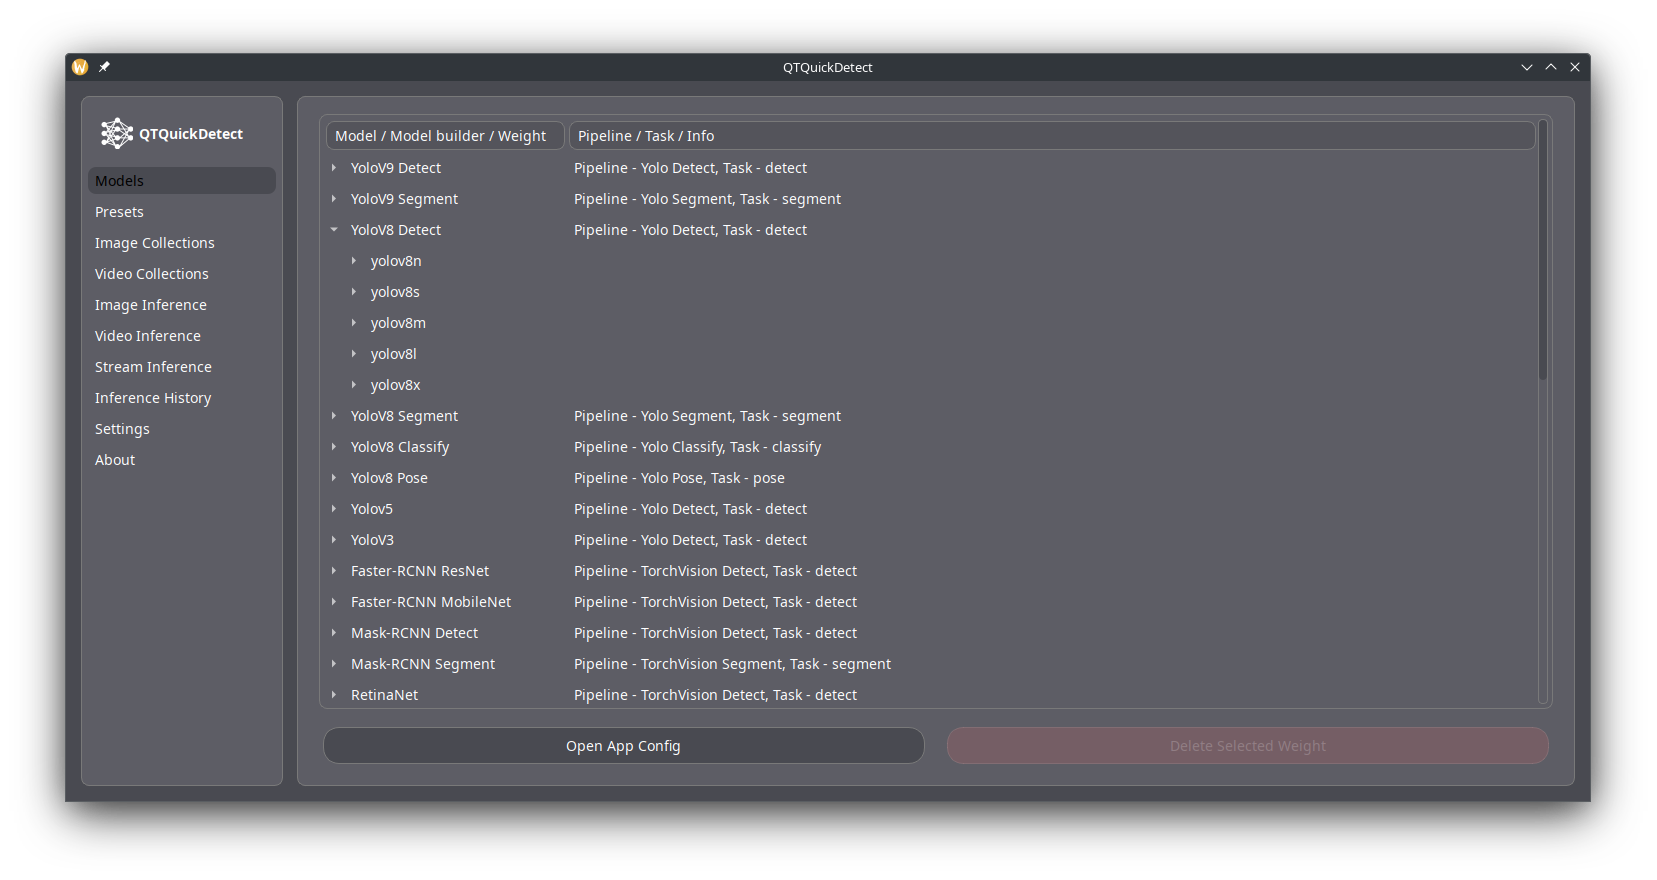 QTQuickDetect
QTQuickDetect
Models
Presets
Image Collections
Video Collections
Image Inference
Video Inference
Stream Inference
Inference History
Settings
About
Model / Model builder / Weight Pipeline / Task / Info
YoloV9 Detect Pipeline - Yolo Detect, Task - detect
YoloV9 Segment Pipeline - Yolo Segment, Task - segment
YoloV8 Detect Pipeline - Yolo Detect, Task - detect
yolov8n
yolov8s
yolov8m
yolov8l
yolov8x
YoloV8 Segment Pipeline - Yolo Segment, Task - segment
YoloV8 Classify Pipeline - Yolo Classify, Task - classify
Yolov8 Pose Pipeline - Yolo Pose, Task - pose
Yolov5 Pipeline - Yolo Detect, Task - detect
YoloV3 Pipeline - Yolo Detect, Task - detect
Faster-RCNN ResNet Pipeline - TorchVision Detect, Task - detect
Faster-RCNN MobileNet Pipeline - TorchVision Detect, Task - detect
Mask-RCNN Detect Pipeline - TorchVision Detect, Task - detect
Mask-RCNN Segment Pipeline - TorchVision Segment, Task - segment
RetinaNet Pipeline - TorchVision Detect, Task - detect
Open App Config Delete Selected Weight